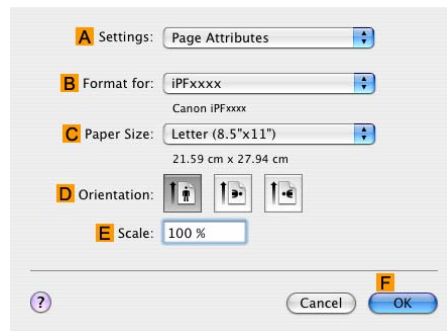 A Settings: Page Attributes
B Format for: iPFxxxx
Canon iPFxxxx
C Paper Size: Letter (8.5"x11")
21.59 cm x 27.94 cm
D Orientation:
E Scale: 100 %
F
? Cancel OK